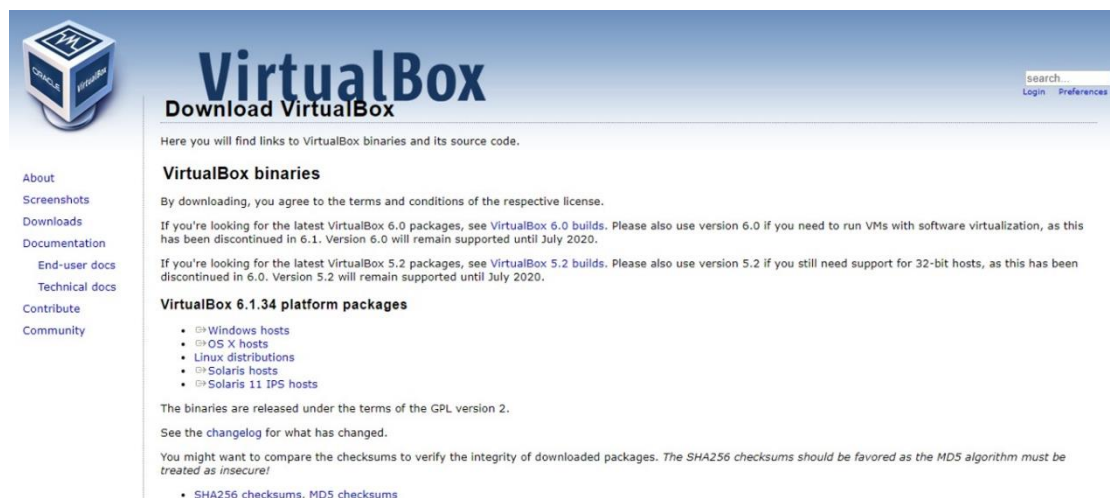 ORACLE
VirtualBox
VirtualBox
search...
Login Preferences
Download VirtualBox
Here you will find links to VirtualBox binaries and its source code.
About
Screenshots
Downloads
Documentation
End-user docs
Technical docs
Contribute
Community
VirtualBox binaries
By downloading, you agree to the terms and conditions of the respective license.
If you're looking for the latest VirtualBox 6.0 packages, see VirtualBox 6.0 builds. Please also use version 6.0 if you need to run VMs with software virtualization, as this
has been discontinued in 6.1. Version 6.0 will remain supported until July 2020.
If you're looking for the latest VirtualBox 5.2 packages, see VirtualBox 5.2 builds. Please also use version 5.2 if you still need support for 32-bit hosts, as this has been
discontinued in 6.0. Version 5.2 will remain supported until July 2020.
VirtualBox 6.1.34 platform packages
• Windows hosts
• OS X hosts
• Linux distributions
• Solaris hosts
• Solaris 11 IPS hosts
The binaries are released under the terms of the GPL version 2.
See the changelog for what has changed.
You might want to compare the checksums to verify the integrity of downloaded packages. The SHA256 checksums should be favored as the MD5 algorithm must be
treated as insecure!
• SHA256 checksums, MD5 checksums